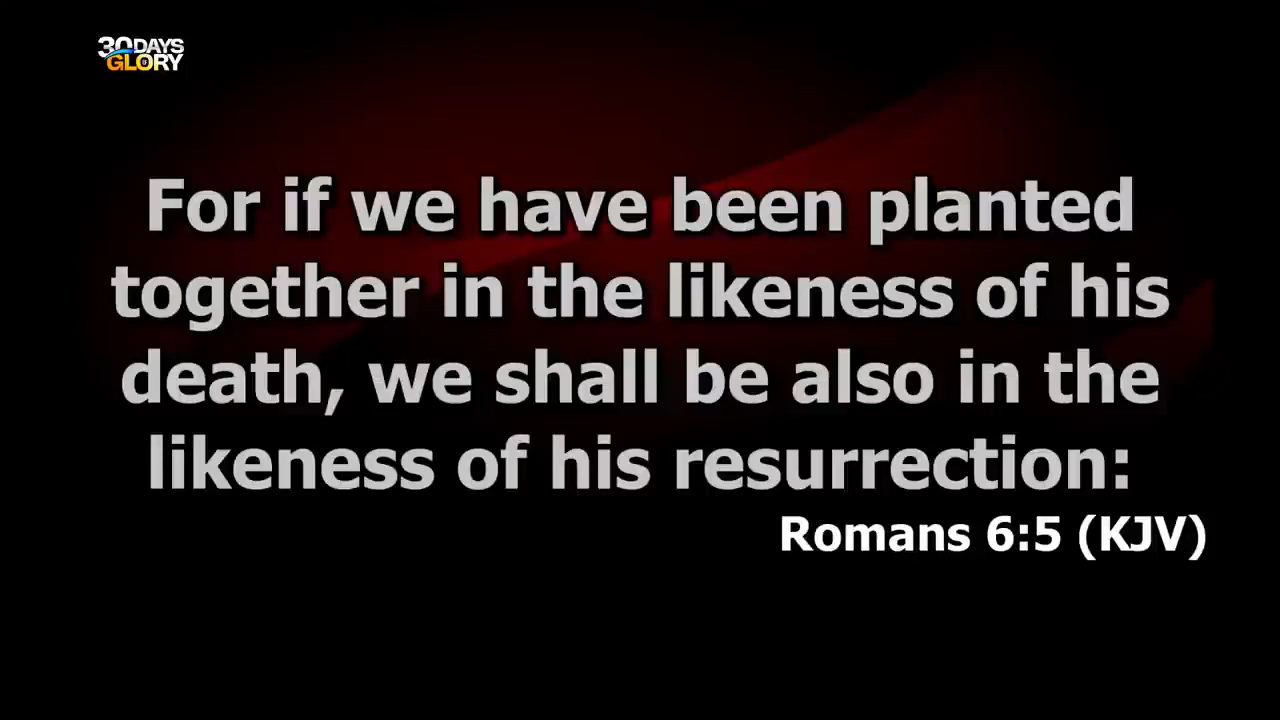 30DAYS
GLORY
For if we have been planted
together in the likeness of his
death, we shall be also in the
likeness of his resurrection:
Romans 6:5 (KJV)